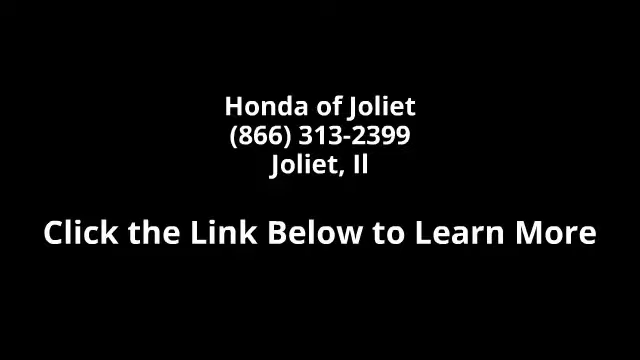 Honda of Joliet
(866) 313-2399
Joliet, Il
Click the Link Below to Learn More